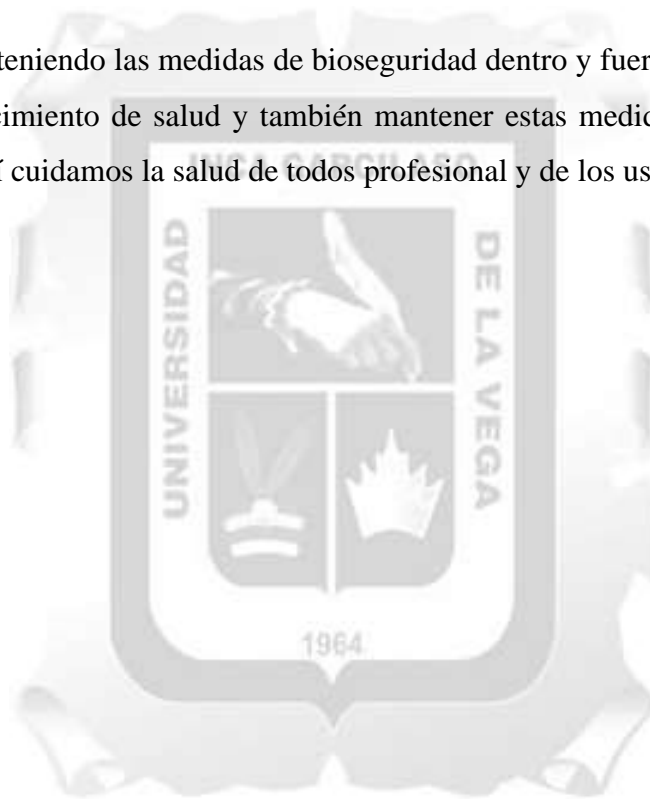 teniendo las medidas de bioseguridad dentro y fuer
cimiento de salud y también mantener estas medid
í cuidamos la salud de todos profesional y de los us
INCA GARCILASO
UNIVERSIDAD
DE LA VEGA
1964